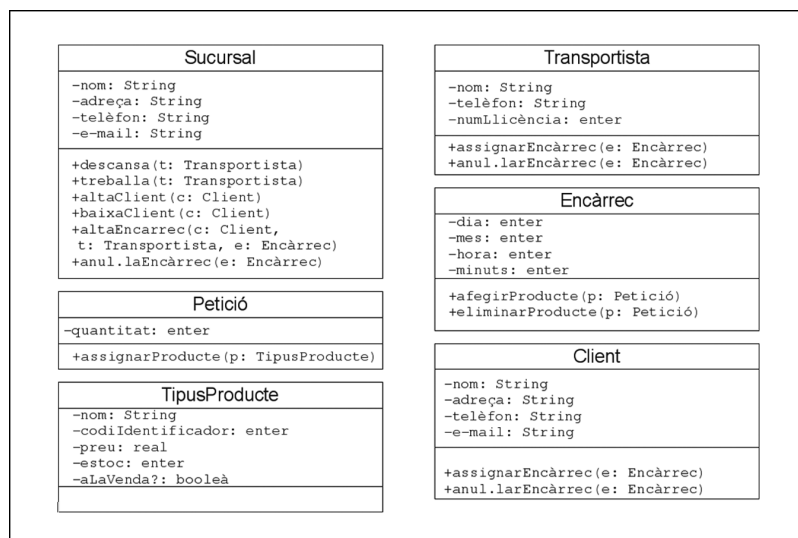 Sucursal
-nom: String
-adreça: String
-telèfon: String
-e-mail: String
+descansa(t: Transportista)
+treballa(t: Transportista)
+altaClient(c: Client)
+baixaClient(c: Client)
+altaEncarrec(c: Client,
t: Transportista, e: Encàrrec)
+anul.laEncàrrec(e: Encàrrec)
Petició
-quantitat: enter
+assignarProducte(p: TipusProducte)
TipusProducte
-nom: String
-codiIdentificador: enter
-preu: real
-estoc: enter
-aLaVenda?: booleà
Transportista
-nom: String
-telèfon: String
-numLlicència: enter
+assignarEncàrrec(e: Encàrrec)
+anul.larEncàrrec(e: Encàrrec)
Encàrrec
-dia: enter
-mes: enter
-hora: enter
-minuts: enter
+afegirProducte(p: Petició)
+eliminarProducte(p: Petició)
Client
-nom: String
-adreça: String
-telèfon: String
-e-mail: String
+assignarEncàrrec(e: Encàrrec)
+anul.larEncàrrec(e: Encàrrec)